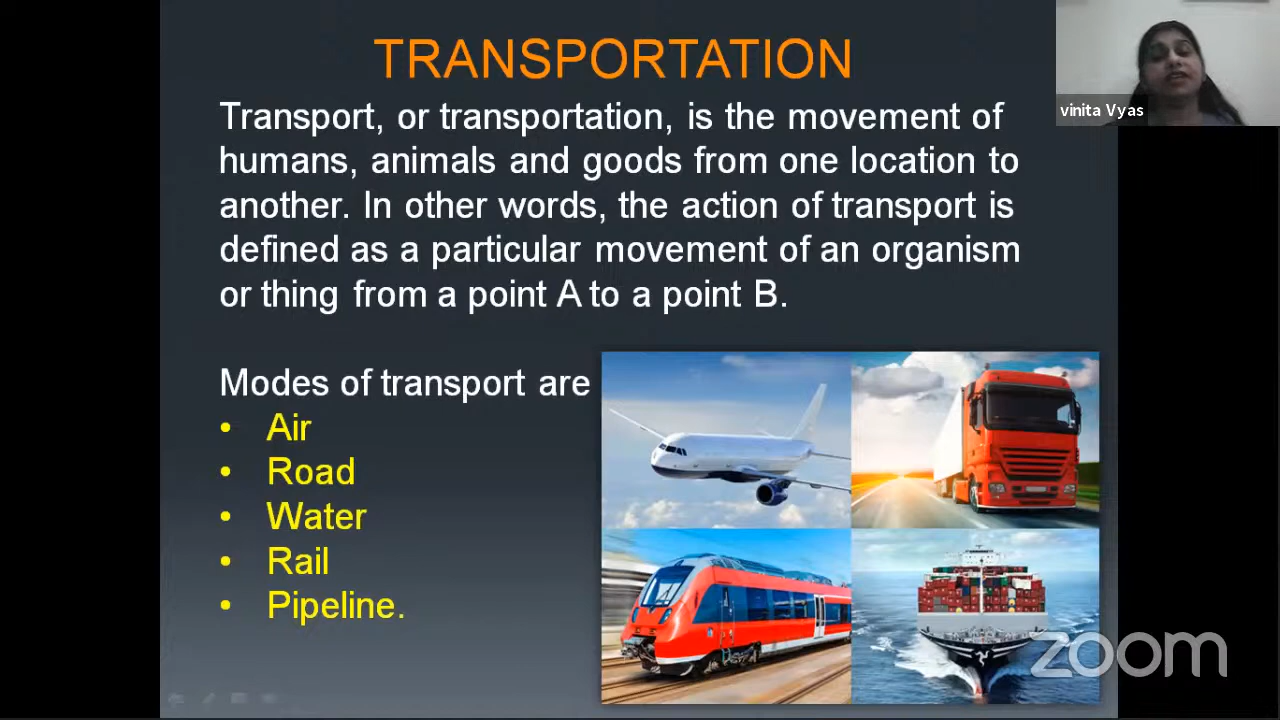 TRANSPORTATION
Transport, or transportation, is the movement of
humans, animals and goods from one location to
another. In other words, the action of transport is
defined as a particular movement of an organism
or thing from a point A to a point B.
Modes of transport are
• Air
• Road
• Water
• Rail
• Pipeline.
vinita Vyas
zoom